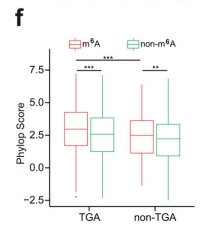 f
m⁶A non-m⁶A
***
*** **
Phylop Score
7.5
5.0
2.5
0.0
−2.5
TGA non-TGA